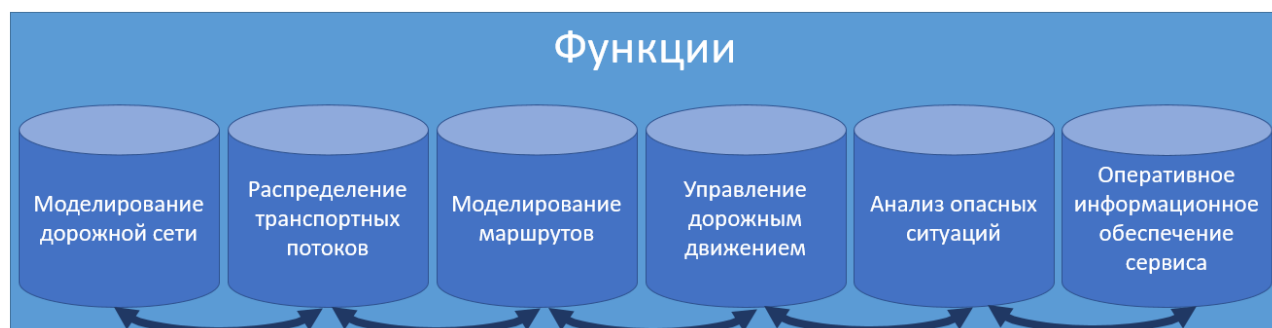 Функции
Моделирование
дорожной сети
Распределение
транспортных
потоков
Моделирование
маршрутов
Управление
дорожным
движением
Анализ опасных
ситуаций
Оперативное
информационное
обеспечение
сервиса